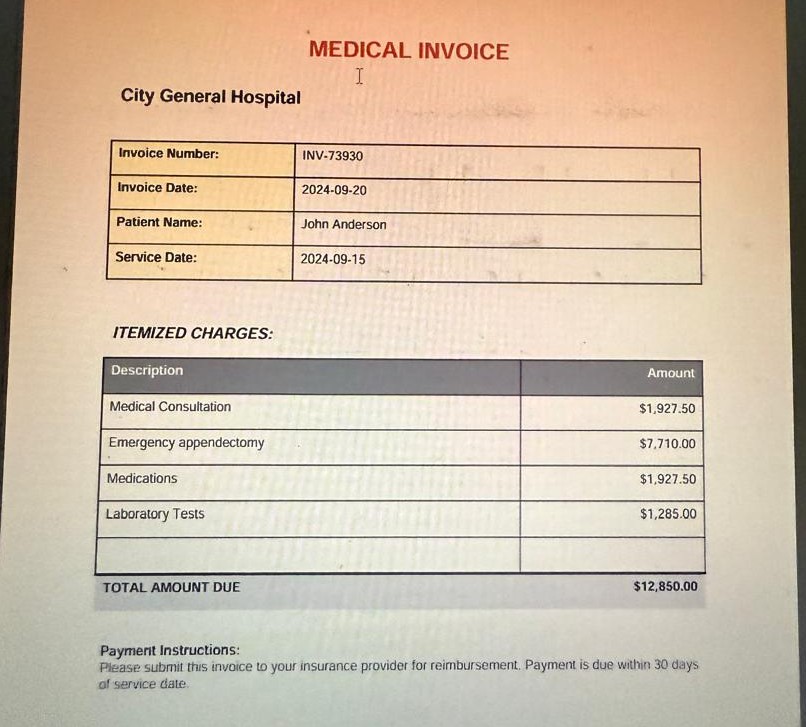 MEDICAL INVOICE
City General Hospital
Invoice Number: INV-73930
Invoice Date: 2024-09-20
Patient Name: John Anderson
Service Date: 2024-09-15
ITEMIZED CHARGES:
Description Amount
Medical Consultation $1,927.50
Emergency appendectomy $7,710.00
Medications $1,927.50
Laboratory Tests $1,285.00
TOTAL AMOUNT DUE $12,850.00
Payment Instructions:
Please submit this invoice to your insurance provider for reimbursement. Payment is due within 30 days
of service date.